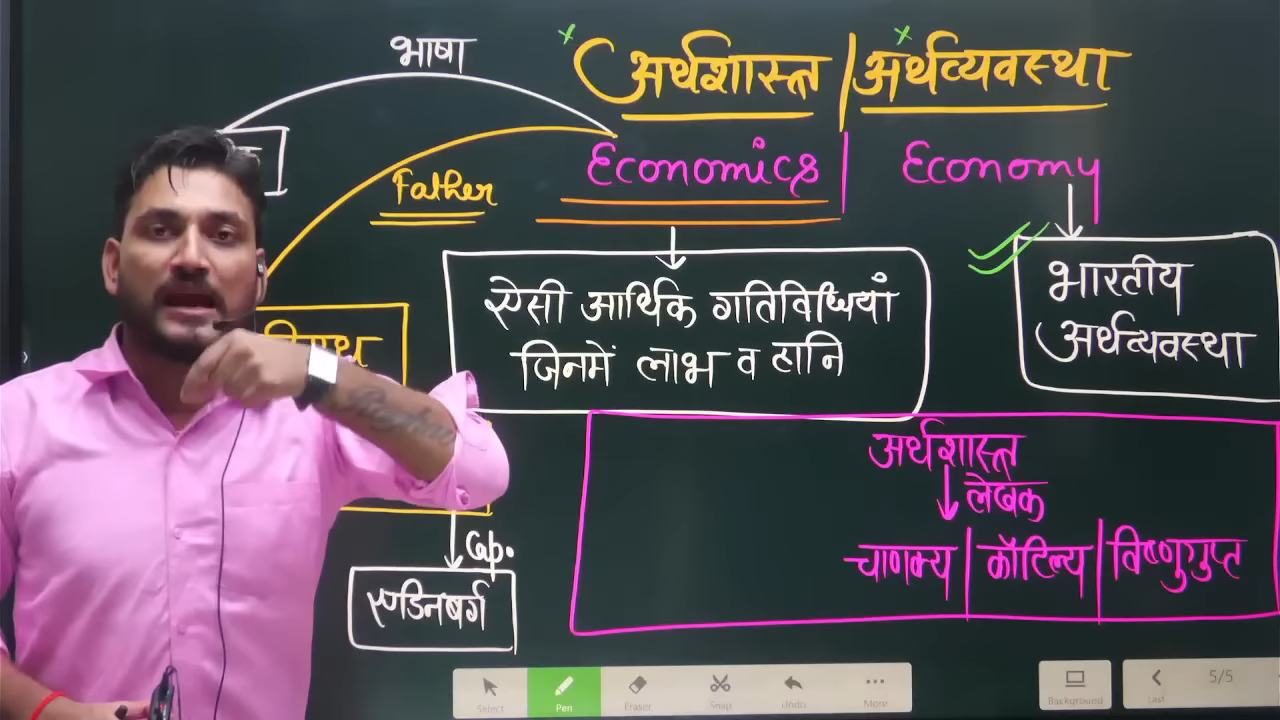 भाषा
अर्थशास्त्र / अर्थव्यवस्था
Father
Economics
Economy
ऐसी आर्थिक गतिविधियां
जिनमें लाभ व हानि
भारतीय
अर्थव्यवस्था
अर्थशास्त्र
लेखक
चाणक्य | कौटिल्य | विष्णुगुप्त
Cap.
एडिनबर्ग
Select
Pen
Eraser
Snap
Undo
More
Background
Last
5/5